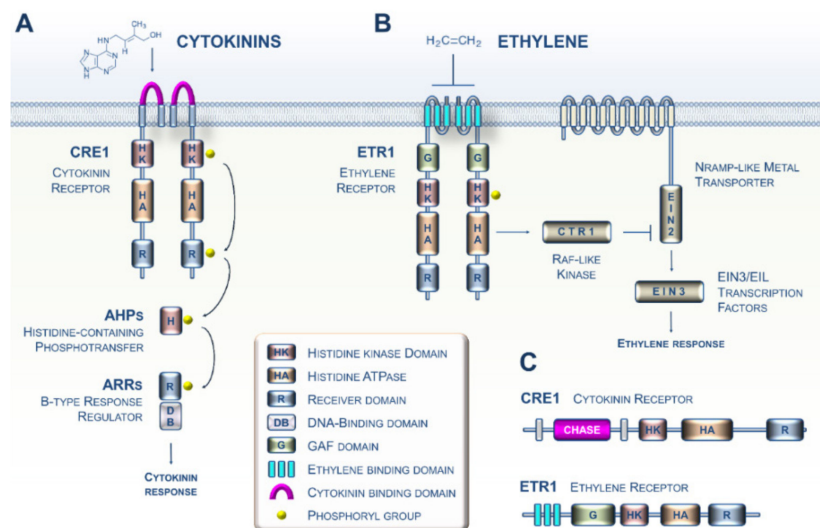 A
CYTOKININS
CH₃
OH
HN
H
N
N
N
N
H
CRE1
CYTOKININ
RECEPTOR
HK
HK
HA
HA
R
R
AHPs
HISTIDINE-CONTAINING
PHOSPHOTRANSFER
H
ARRs
B-TYPE RESPONSE
REGULATOR
R
DB
CYTOKININ
RESPONSE
B
H₂C=CH₂
ETHYLENE
ETR1
ETHYLENE
RECEPTOR
G
G
HK
HK
HA
HA
R
R
CTR1
RAF-LIKE
KINASE
NRAMP-LIKE METAL
TRANSPORTER
EIN2
EIN3
EIN3/EIL
TRANSCRIPTION
FACTORS
ETHYLENE RESPONSE
HK HISTIDINE KINASE DOMAIN
HA HISTIDINE ATPASE
R RECEIVER DOMAIN
DB DNA-BINDING DOMAIN
G GAF DOMAIN
ETHYLENE BINDING DOMAIN
CYTOKININ BINDING DOMAIN
PHOSPHORYL GROUP
C
CRE1 CYTOKININ RECEPTOR
CHASE HK HA R
ETR1 ETHYLENE RECEPTOR
G HK HA R